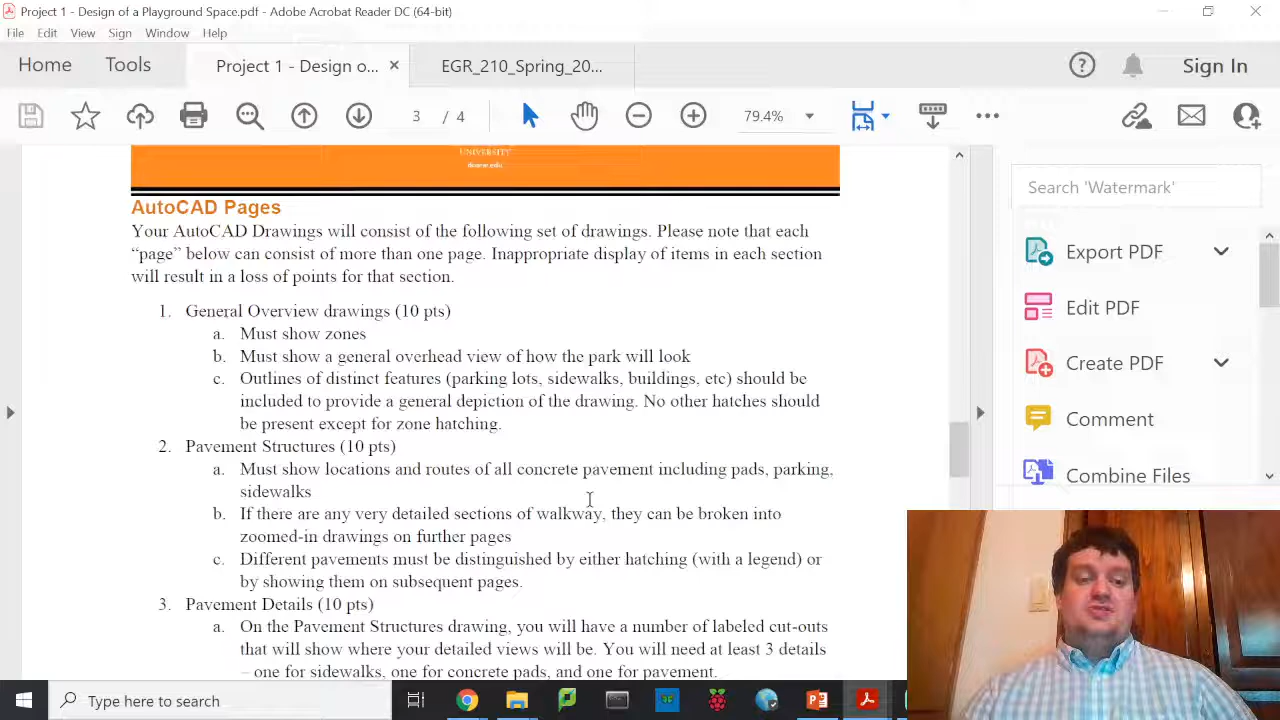 Project 1 - Design of a Playground Space.pdf - Adobe Acrobat Reader DC (64-bit)
File Edit View Sign Window Help
Home Tools Project 1 - Design o... × EGR_210_Spring_20... Sign In
3 / 4 79.4%
UNIVERSITY
AutoCAD Pages
Your AutoCAD Drawings will consist of the following set of drawings. Please note that each
“page” below can consist of more than one page. Inappropriate display of items in each section
will result in a loss of points for that section.
1. General Overview drawings (10 pts)
a. Must show zones
b. Must show a general overhead view of how the park will look
c. Outlines of distinct features (parking lots, sidewalks, buildings, etc) should be
included to provide a general depiction of the drawing. No other hatches should
be present except for zone hatching.
2. Pavement Structures (10 pts)
a. Must show locations and routes of all concrete pavement including pads, parking,
sidewalks
b. If there are any very detailed sections of walkway, they can be broken into
zoomed-in drawings on further pages
c. Different pavements must be distinguished by either hatching (with a legend) or
by showing them on subsequent pages.
3. Pavement Details (10 pts)
a. On the Pavement Structures drawing, you will have a number of labeled cut-outs
that will show where your detailed views will be. You will need at least 3 details
– one for sidewalks, one for concrete pads, and one for pavement.
Search 'Watermark'
Export PDF
Edit PDF
Create PDF
Comment
Combine Files
Type here to search